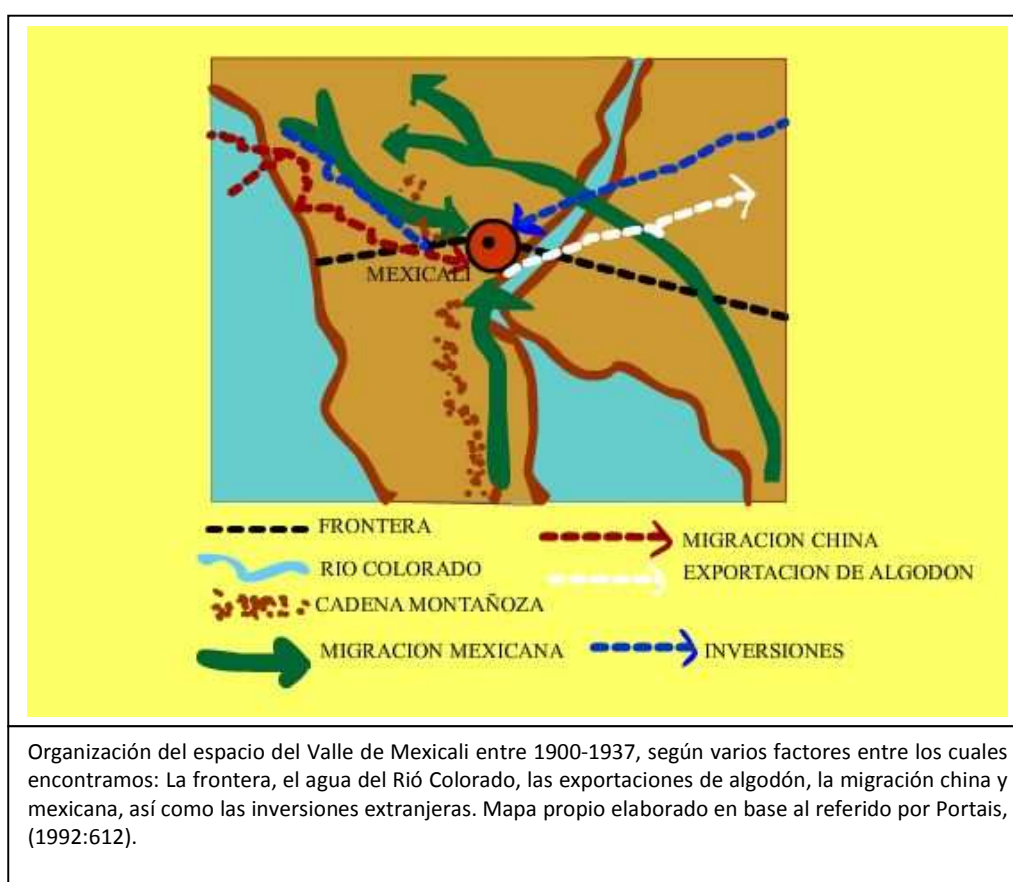 MEXICALI
FRONTERA
RIO COLORADO
CADENA MONTAÑOZA
MIGRACION MEXICANA
MIGRACION CHINA
EXPORTACION DE ALGODON
INVERSIONES
Organización del espacio del Valle de Mexicali entre 1900-1937, según varios factores entre los cuales
encontramos: La frontera, el agua del Rió Colorado, las exportaciones de algodón, la migración china y
mexicana, así como las inversiones extranjeras. Mapa propio elaborado en base al referido por Portais,
(1992:612).